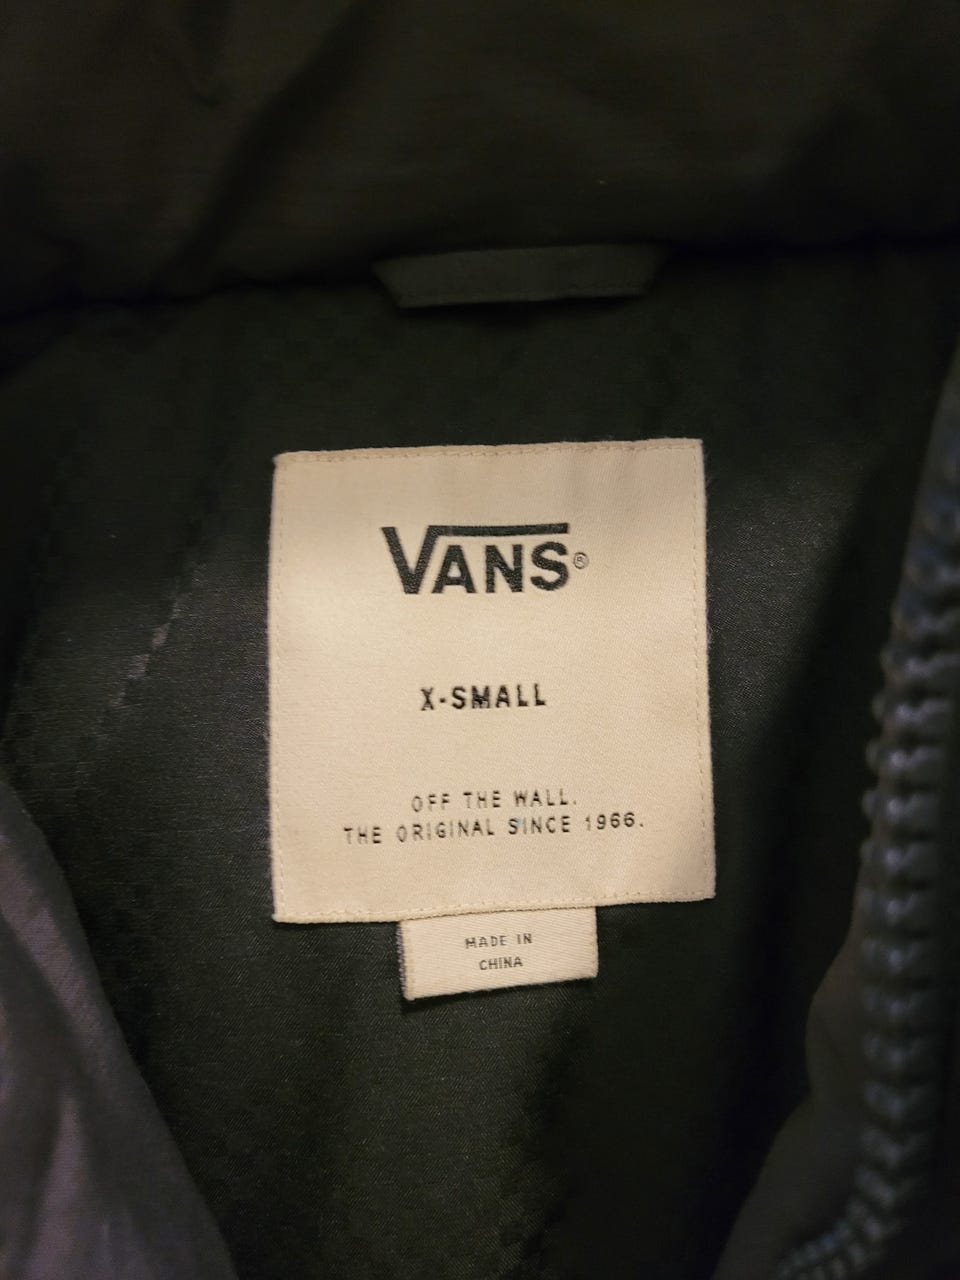 VANS®
X-SMALL
OFF THE WALL.
THE ORIGINAL SINCE 1966.
MADE IN
CHINA